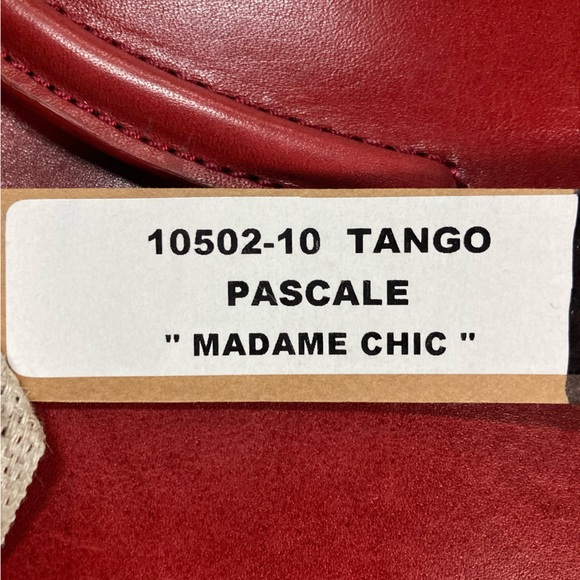 10502-10 TANGO
PASCALE
" MADAME CHIC "